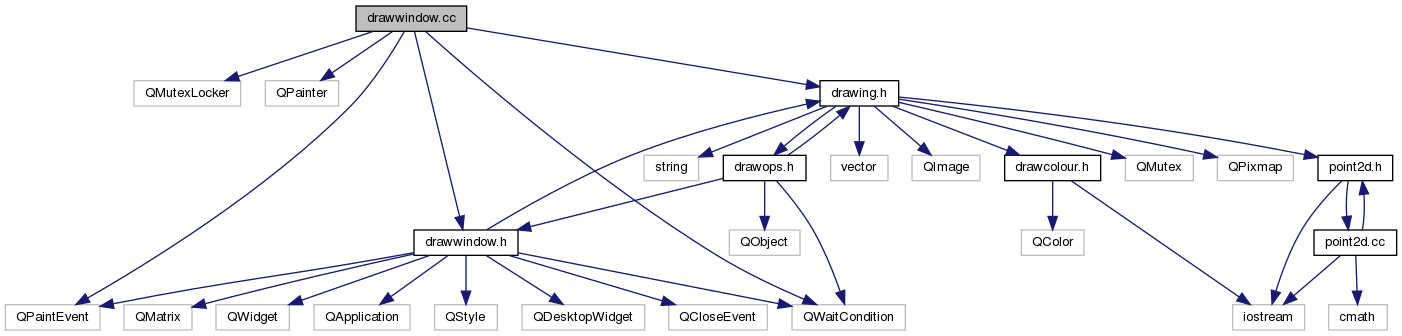 drawwindow.cc
QMutexLocker
QPainter
drawing.h
string
drawops.h
vector
QImage
drawcolour.h
QMutex
QPixmap
point2d.h
drawwindow.h
QObject
QColor
point2d.cc
QPaintEvent
QMatrix
QWidget
QApplication
QStyle
QDesktopWidget
QCloseEvent
QWaitCondition
iostream
cmath